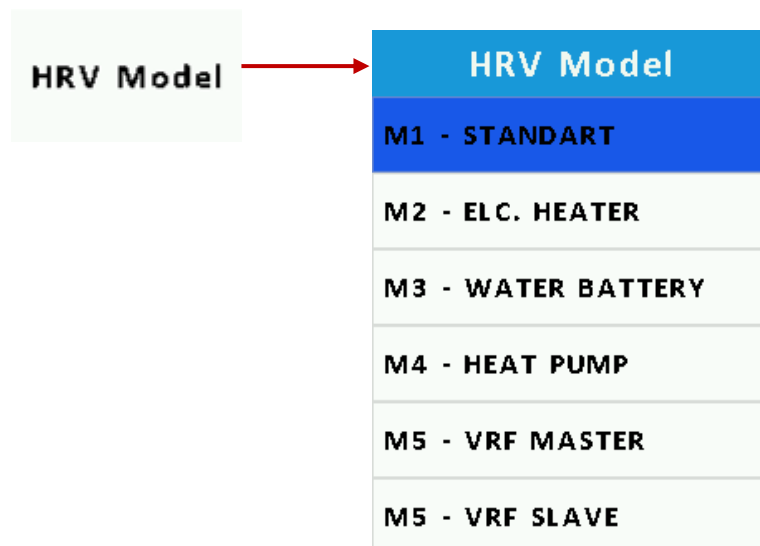 HRV Model
HRV Model
M1 - STANDART
M2 - ELC. HEATER
M3 - WATER BATTERY
M4 - HEAT PUMP
M5 - VRF MASTER
M5 - VRF SLAVE